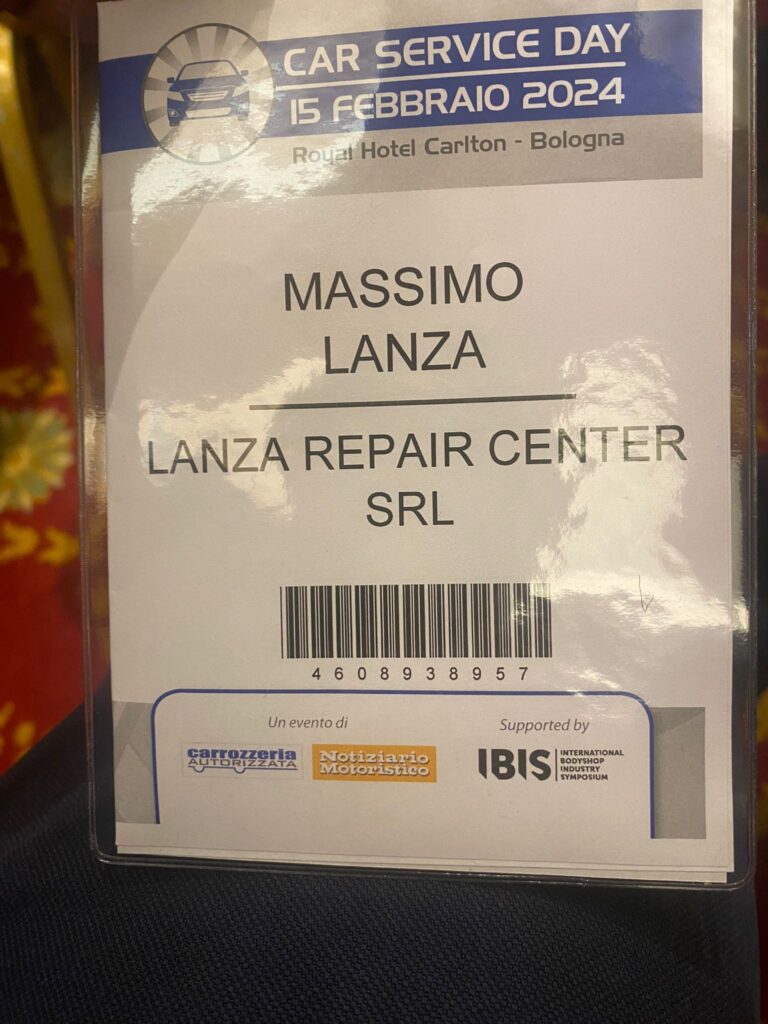 CAR SERVICE DAY
15 FEBBRAIO 2024
Royal Hotel Carlton - Bologna
MASSIMO
LANZA
LANZA REPAIR CENTER
SRL
4608938957
Un evento di
carrozzeria
AUTORIZZATA
Notiziario
Motoristico
Supported by
IBIS
INTERNATIONAL
BODYSHOP
INDUSTRY
SYMPOSIUM